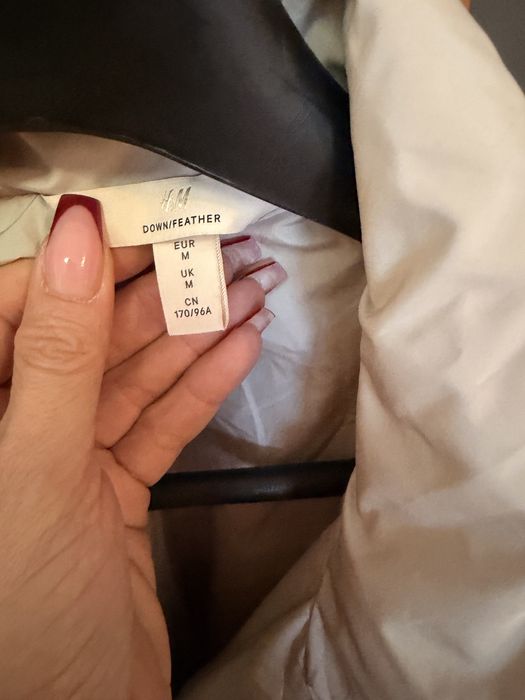 H&M
DOWN/FEATHER
EUR
M
UK
M
CN
170/96A